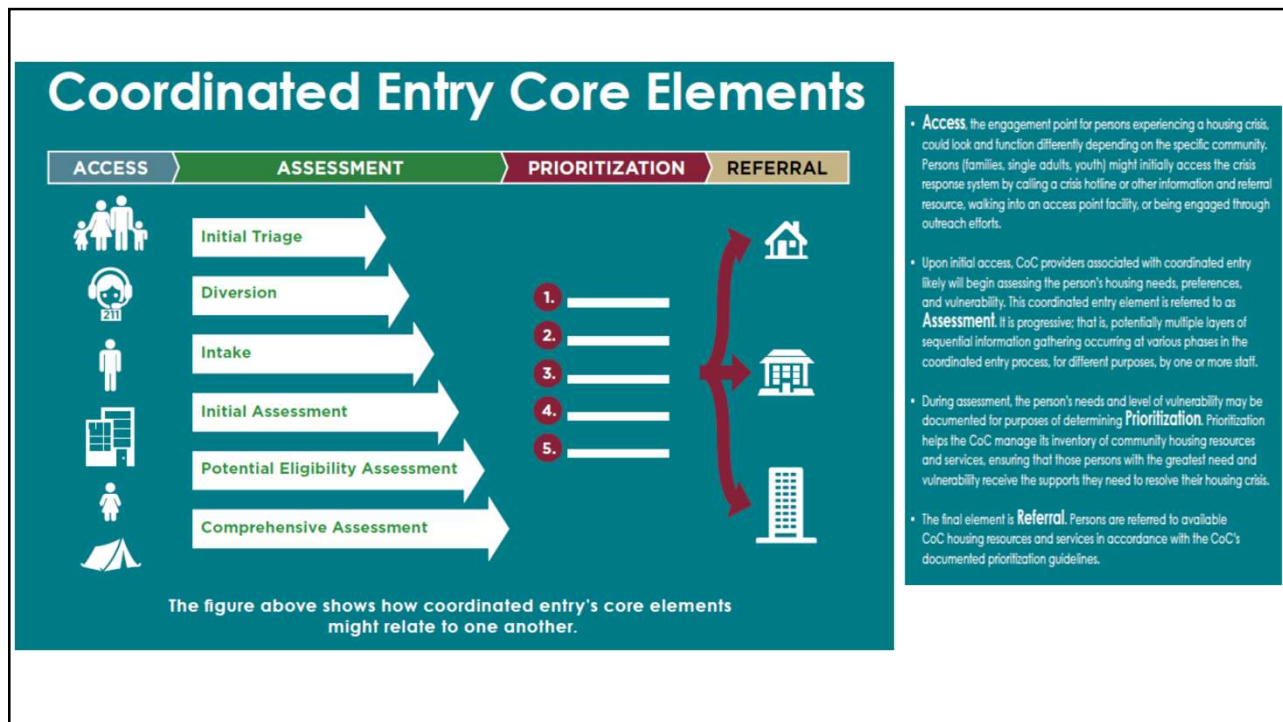 Coordinated Entry Core Elements
ACCESS
ASSESSMENT
PRIORITIZATION
REFERRAL
211
Initial Triage
Diversion
Intake
Initial Assessment
Potential Eligibility Assessment
Comprehensive Assessment
1.
2.
3.
4.
5.
The figure above shows how coordinated entry's core elements
might relate to one another.
• Access, the engagement point for persons experiencing a housing crisis,
could look and function differently depending on the specific community.
Persons (families, single adults, youth) might initially access the crisis
response system by calling a crisis hotline or other information and referral
resource, walking into an access point facility, or being engaged through
outreach efforts.
• Upon initial access, CoC providers associated with coordinated entry
likely will begin assessing the person's housing needs, preferences,
and vulnerability. This coordinated entry element is referred to as
Assessment. It is progressive; that is, potentially multiple layers of
sequential information gathering occurring at various phases in the
coordinated entry process, for different purposes, by one or more staff.
• During assessment, the person's needs and level of vulnerability may be
documented for purposes of determining Prioritization. Prioritization
helps the CoC manage its inventory of community housing resources
and services, ensuring that those persons with the greatest need and
vulnerability receive the supports they need to resolve their housing crisis.
• The final element is Referral. Persons are referred to available
CoC housing resources and services in accordance with the CoC's
documented prioritization guidelines.